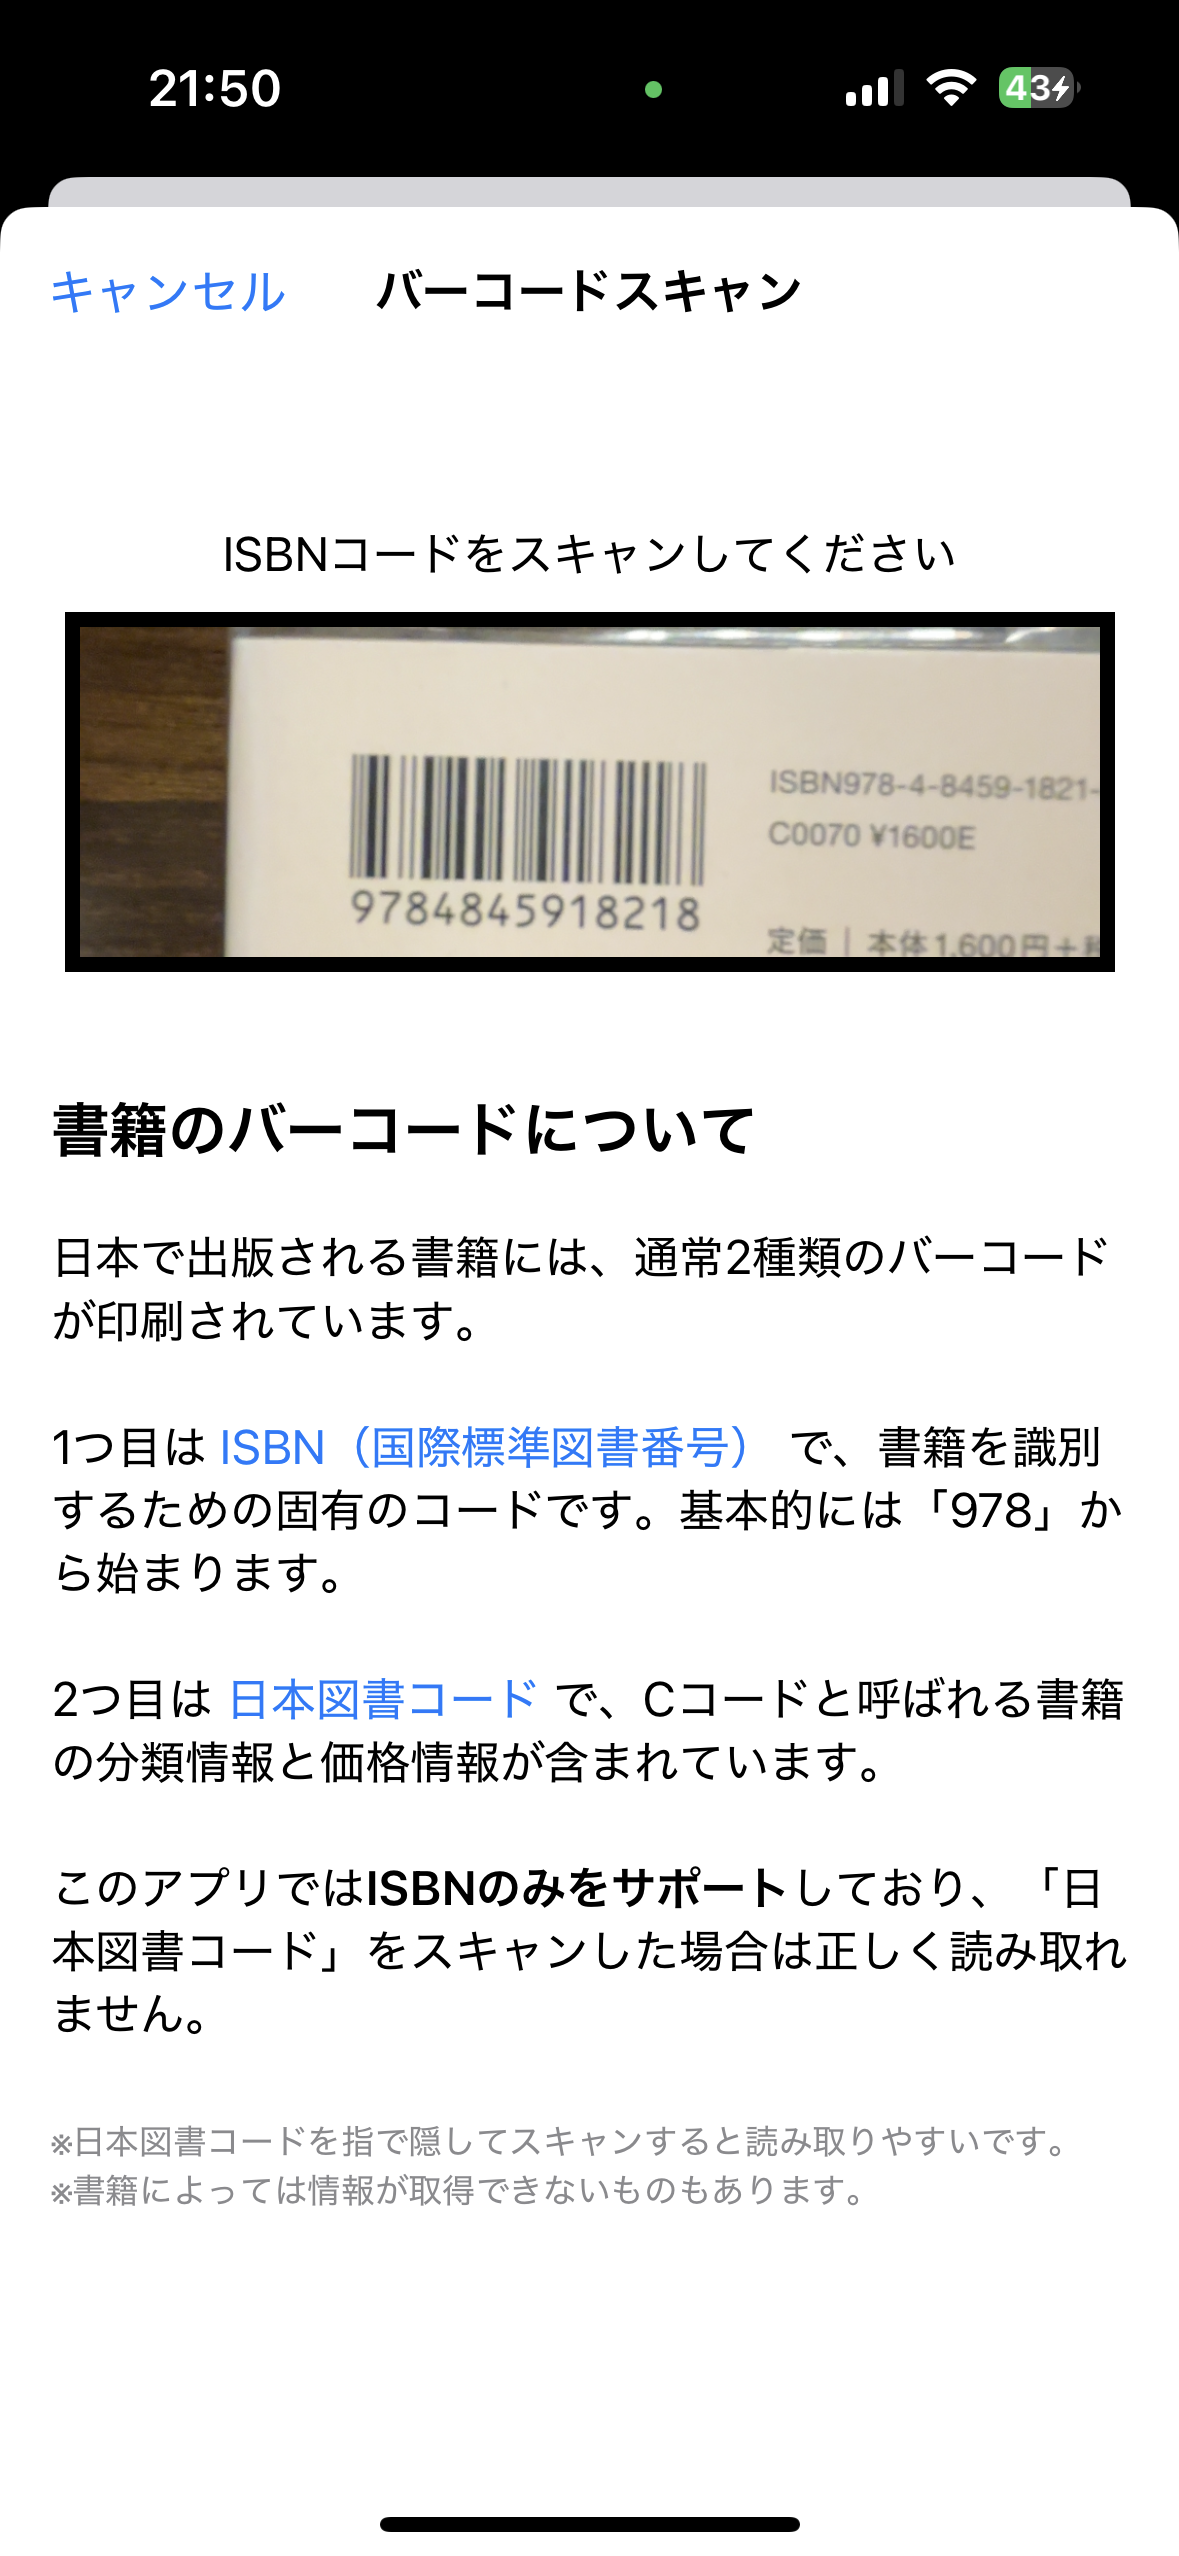 21:50
43
キャンセル
バーコードスキャン
ISBNコードをスキャンしてください
ISBN978-4-8459-1821-
C0070 ¥1600E
9784845918218
定価｜本体1,600円+税
書籍のバーコードについて
日本で出版される書籍には、通常2種類のバーコード
が印刷されています。
1つ目は ISBN（国際標準図書番号） で、書籍を識別
するための固有のコードです。基本的には「978」か
ら始まります。
2つ目は 日本図書コード で、Cコードと呼ばれる書籍
の分類情報と価格情報が含まれています。
このアプリではISBNのみをサポートしており、「日
本図書コード」をスキャンした場合は正しく読み取れ
ません。
※日本図書コードを指で隠してスキャンすると読み取りやすいです。
※書籍によっては情報が取得できないものもあります。